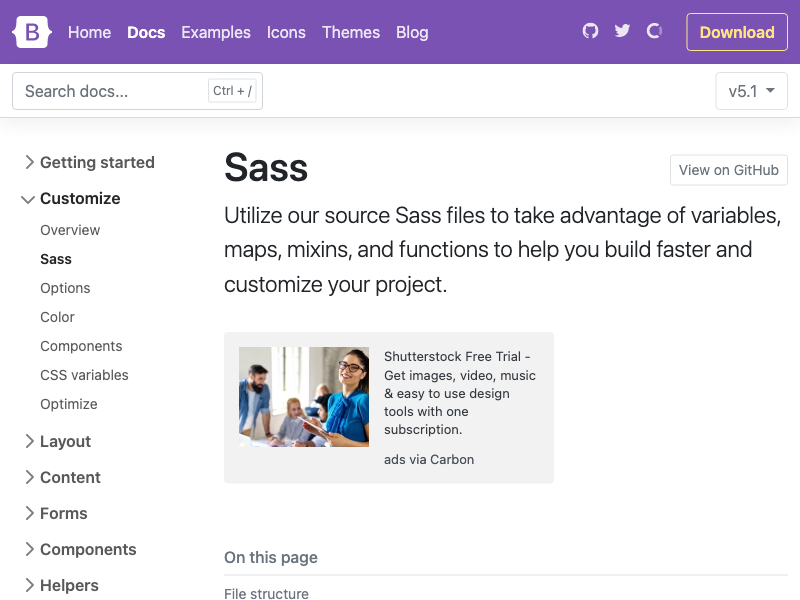 B Home Docs Examples Icons Themes Blog Download
Search docs... Ctrl + / v5.1
Getting started
Customize
Overview
Sass
Options
Color
Components
CSS variables
Optimize
Layout
Content
Forms
Components
Helpers
Sass
View on GitHub
Utilize our source Sass files to take advantage of variables,
maps, mixins, and functions to help you build faster and
customize your project.
Shutterstock Free Trial -
Get images, video, music
& easy to use design
tools with one
subscription.
ads via Carbon
On this page
File structure